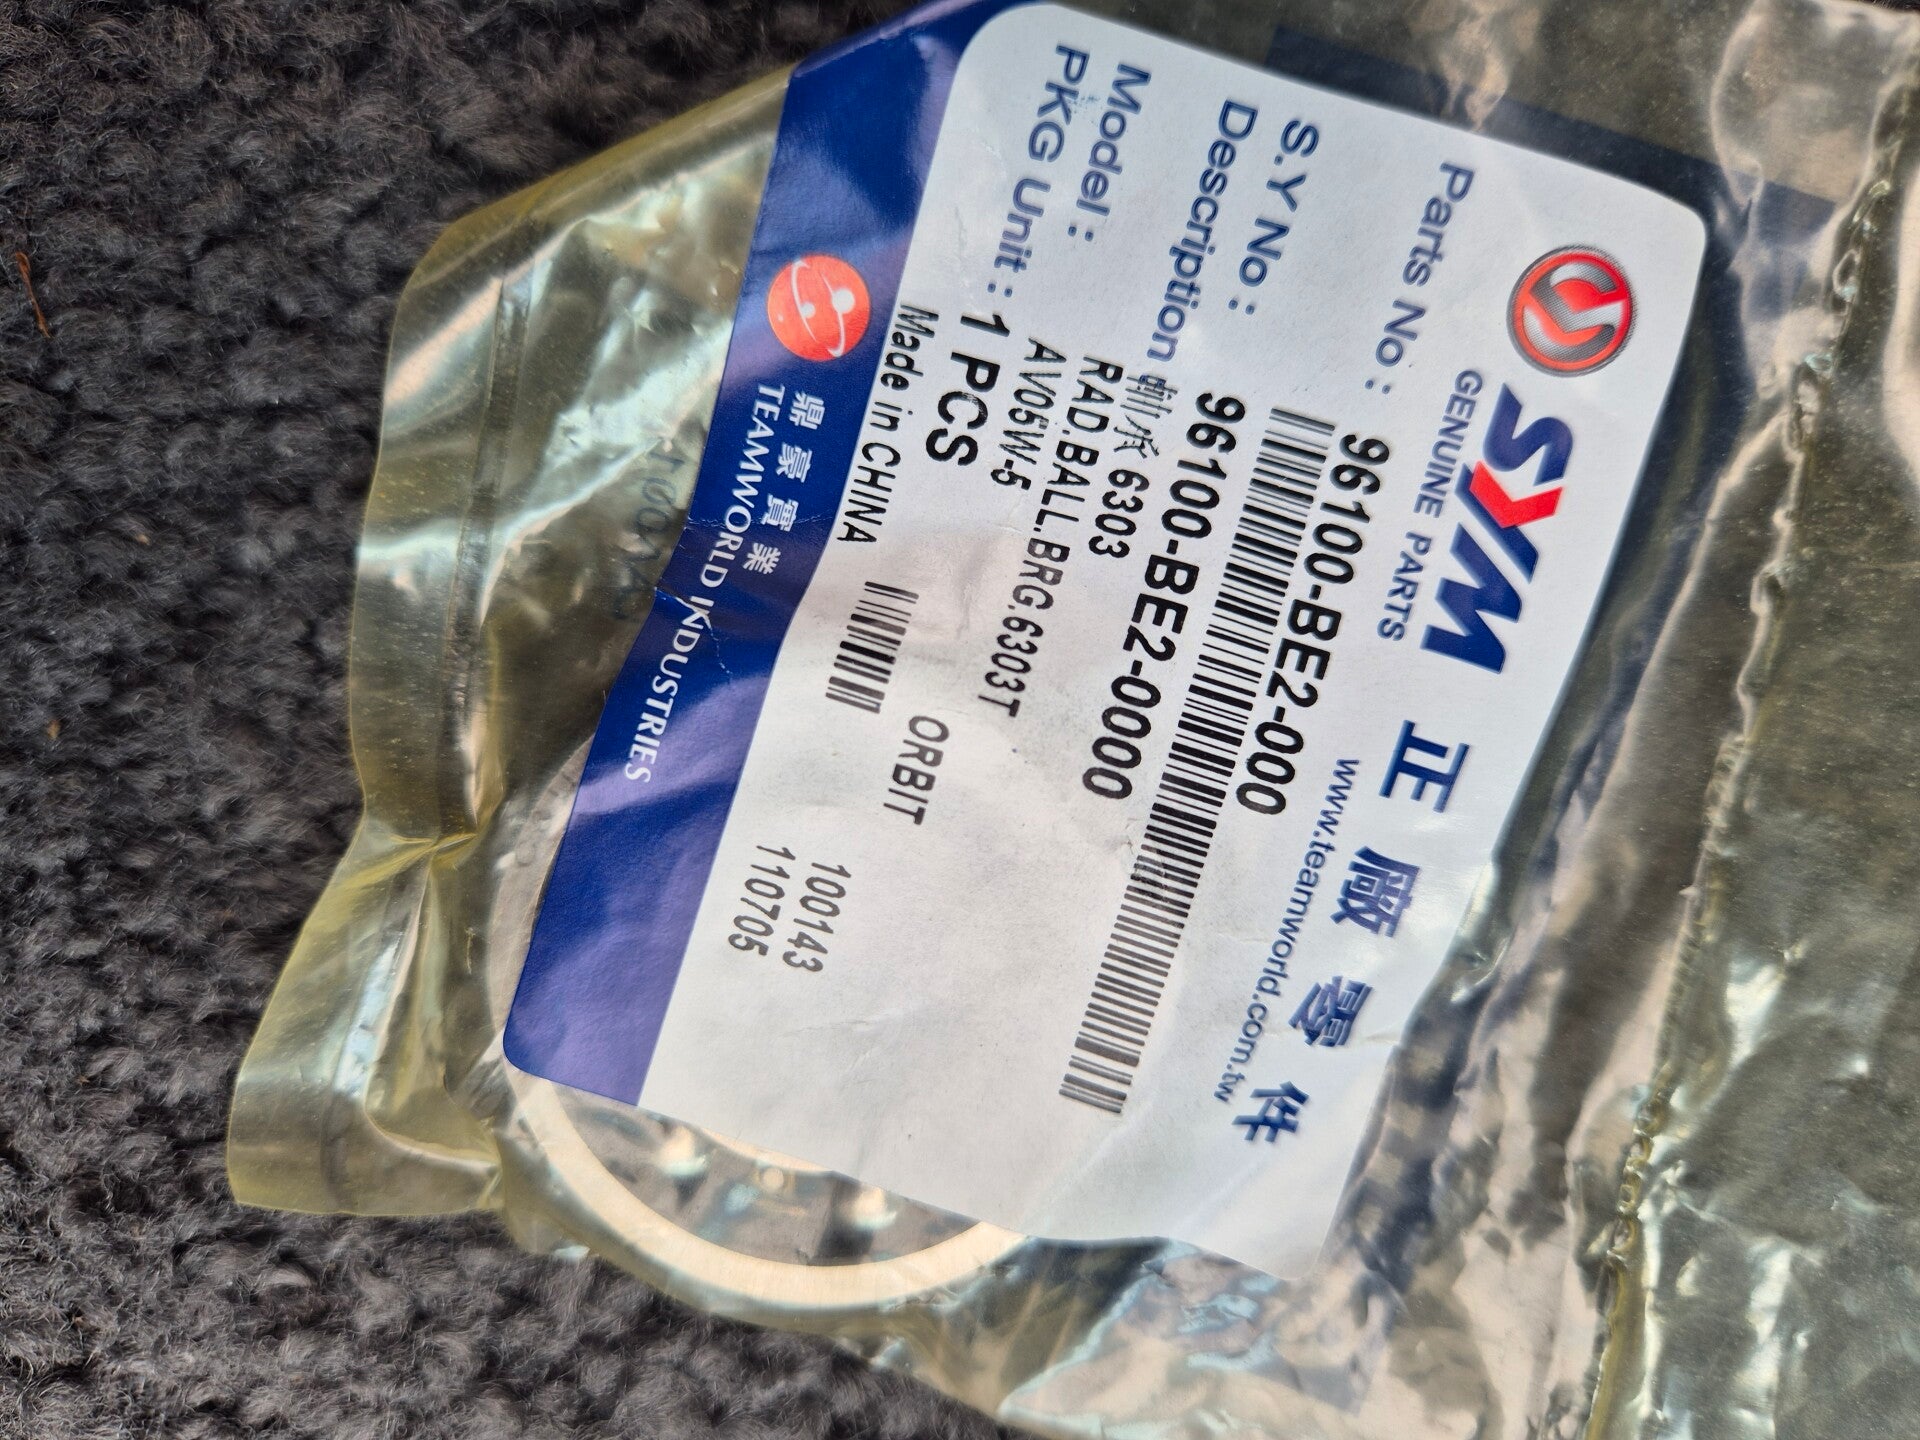 SYM 正廠零件
GENUINE PARTS www.teamworld.com.tw
Parts No : 96100-BE2-000
S.Y No : 96100-BE2-0000
Description 軸承 6303
RAD.BALL.BRG.6303T
Model : AV05W-5
PKG Unit : 1 PCS ORBIT
Made in CHINA 100143
110705
鼎豪實業
TEAMWORLD INDUSTRIES